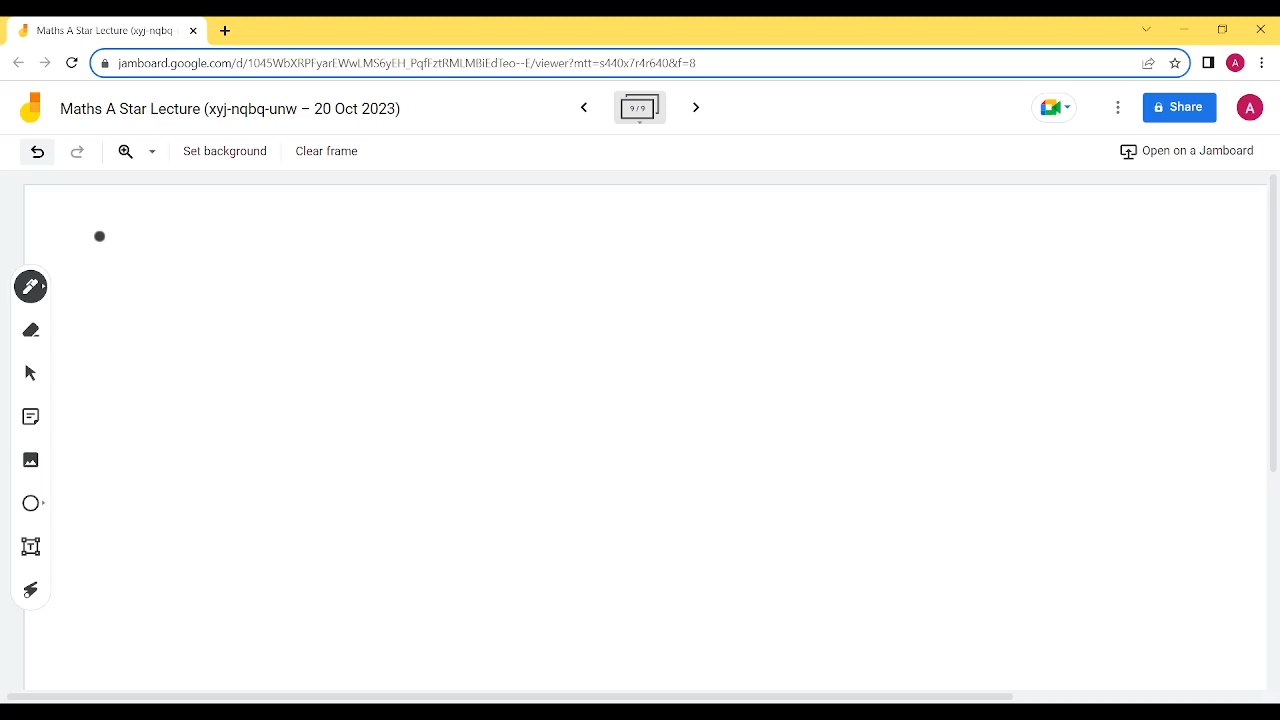 Maths A Star Lecture (xyj-nqbq
jamboard.google.com/d/1045WbXRPFyarEWwLMS6yEH_PqfFztRMLMBiEdTeo--E/viewer?mtt=s440x7r4r640&f=8
A
Maths A Star Lecture (xyj-nqbq-unw – 20 Oct 2023)
9 / 9
Share
A
Set background
Clear frame
Open on a Jamboard